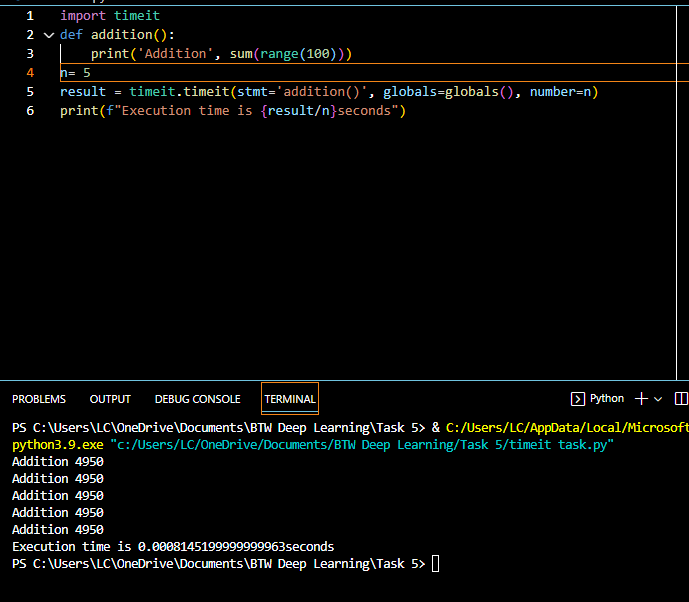 1 import timeit
2 def addition():
3 print('Addition', sum(range(100)))
4 n= 5
5 result = timeit.timeit(stmt='addition()', globals=globals(), number=n)
6 print(f"Execution time is {result/n}seconds")
PROBLEMS OUTPUT DEBUG CONSOLE TERMINAL Python
PS C:\Users\LC\OneDrive\Documents\BTW Deep Learning\Task 5> & C:/Users/LC/AppData/Local/Microsoft
python3.9.exe "c:/Users/LC/OneDrive/Documents/BTW Deep Learning/Task 5/timeit task.py"
Addition 4950
Addition 4950
Addition 4950
Addition 4950
Addition 4950
Execution time is 0.0008145199999999963seconds
PS C:\Users\LC\OneDrive\Documents\BTW Deep Learning\Task 5>